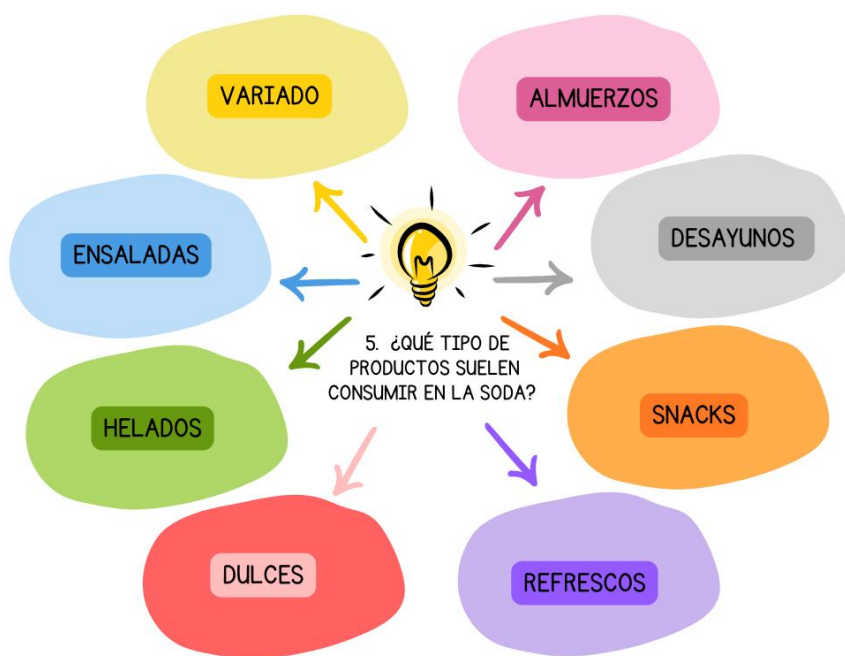 VARIADO
ALMUERZOS
ENSALADAS
DESAYUNOS
5. ¿QUÉ TIPO DE
PRODUCTOS SUELEN
CONSUMIR EN LA SODA?
HELADOS
SNACKS
DULCES
REFRESCOS